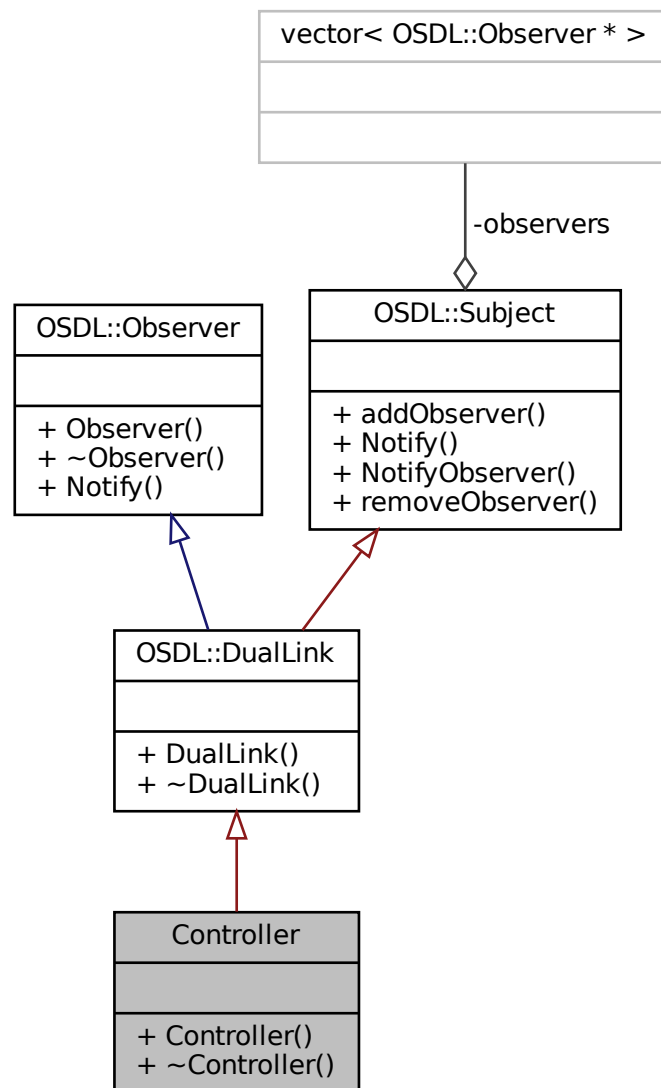 vector< OSDL::Observer * >
-observers
OSDL::Observer
+ Observer()
+ ~Observer()
+ Notify()
OSDL::Subject
+ addObserver()
+ Notify()
+ NotifyObserver()
+ removeObserver()
OSDL::DualLink
+ DualLink()
+ ~DualLink()
Controller
+ Controller()
+ ~Controller()